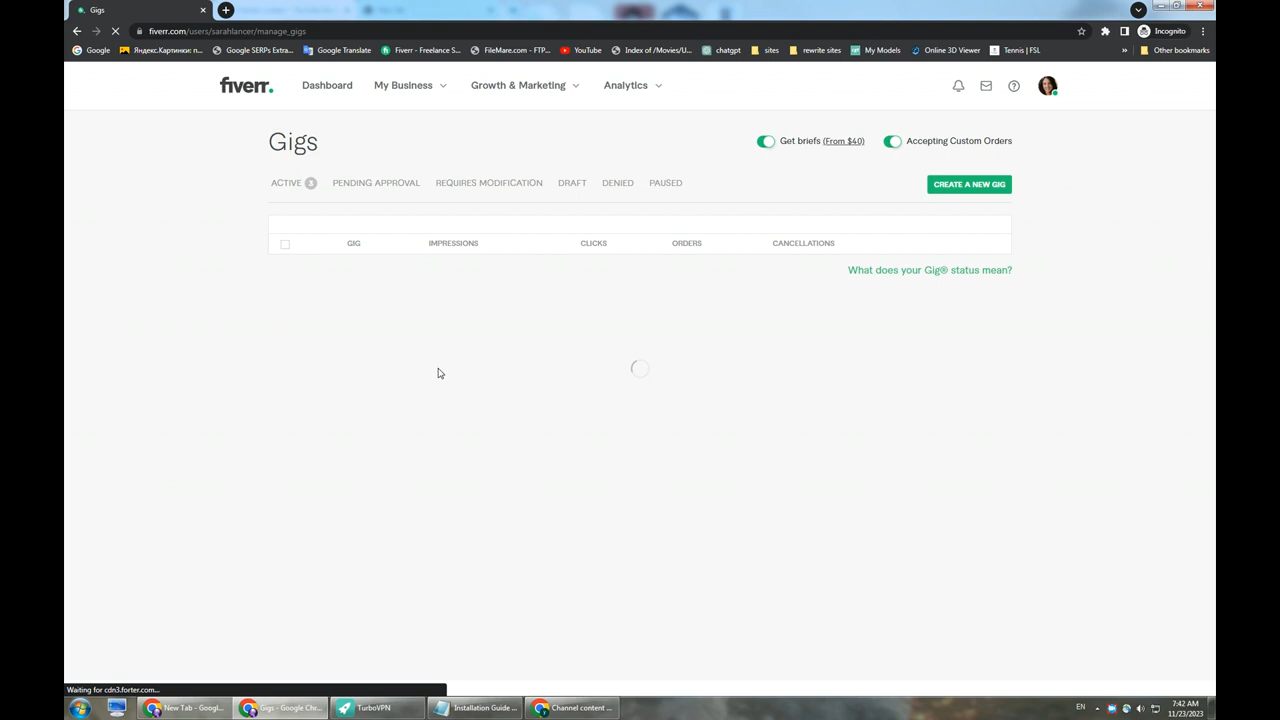 Gigs
fiverr.com/users/sarahlancer/manage_gigs
Incognito
Google
Яндекс.Картинки: п...
Google SERPs Extra...
Google Translate
Fiverr - Freelance S...
FileMare.com - FTP...
YouTube
Index of /Movies/U...
chatgpt
sites
rewrite sites
My Models
Online 3D Viewer
Tennis | FSL
»
Other bookmarks
fiverr.
Dashboard
My Business
Growth & Marketing
Analytics
Gigs
Get briefs (From $40)
Accepting Custom Orders
ACTIVE 3
PENDING APPROVAL
REQUIRES MODIFICATION
DRAFT
DENIED
PAUSED
CREATE A NEW GIG
GIG
IMPRESSIONS
CLICKS
ORDERS
CANCELLATIONS
What does your Gig® status mean?
Waiting for cdn3.forter.com...
New Tab - Googl...
Gigs - Google Chr...
TurboVPN
Installation Guide ...
Channel content ...
EN
7:42 AM
11/23/2023